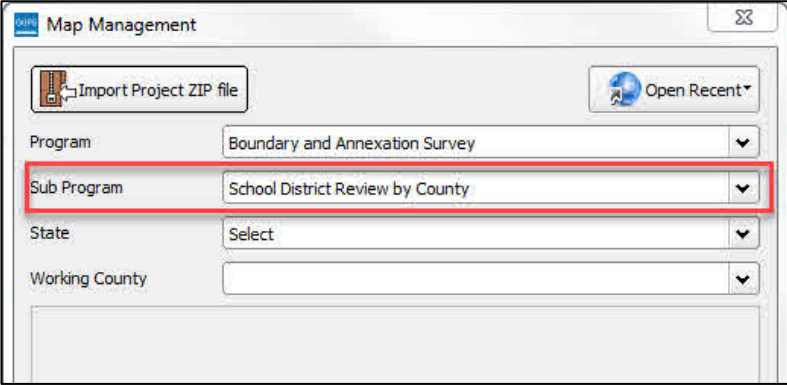 GUPS Map Management
Import Project ZIP file
Open Recent
Program Boundary and Annexation Survey
Sub Program School District Review by County
State Select
Working County